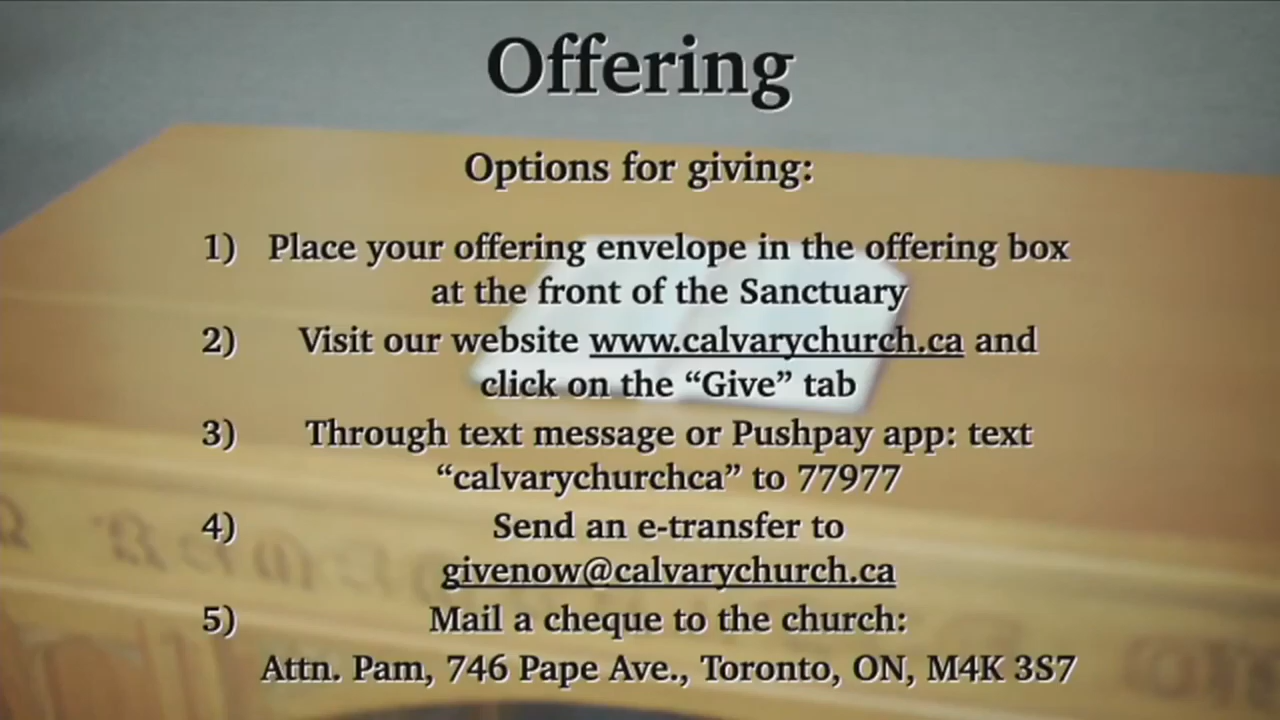 Offering
Options for giving:
1) Place your offering envelope in the offering box
at the front of the Sanctuary
2) Visit our website www.calvarychurch.ca and
click on the “Give” tab
3) Through text message or Pushpay app: text
“calvarychurchca” to 77977
4) Send an e-transfer to
givenow@calvarychurch.ca
5) Mail a cheque to the church:
Attn. Pam, 746 Pape Ave., Toronto, ON, M4K 3S7